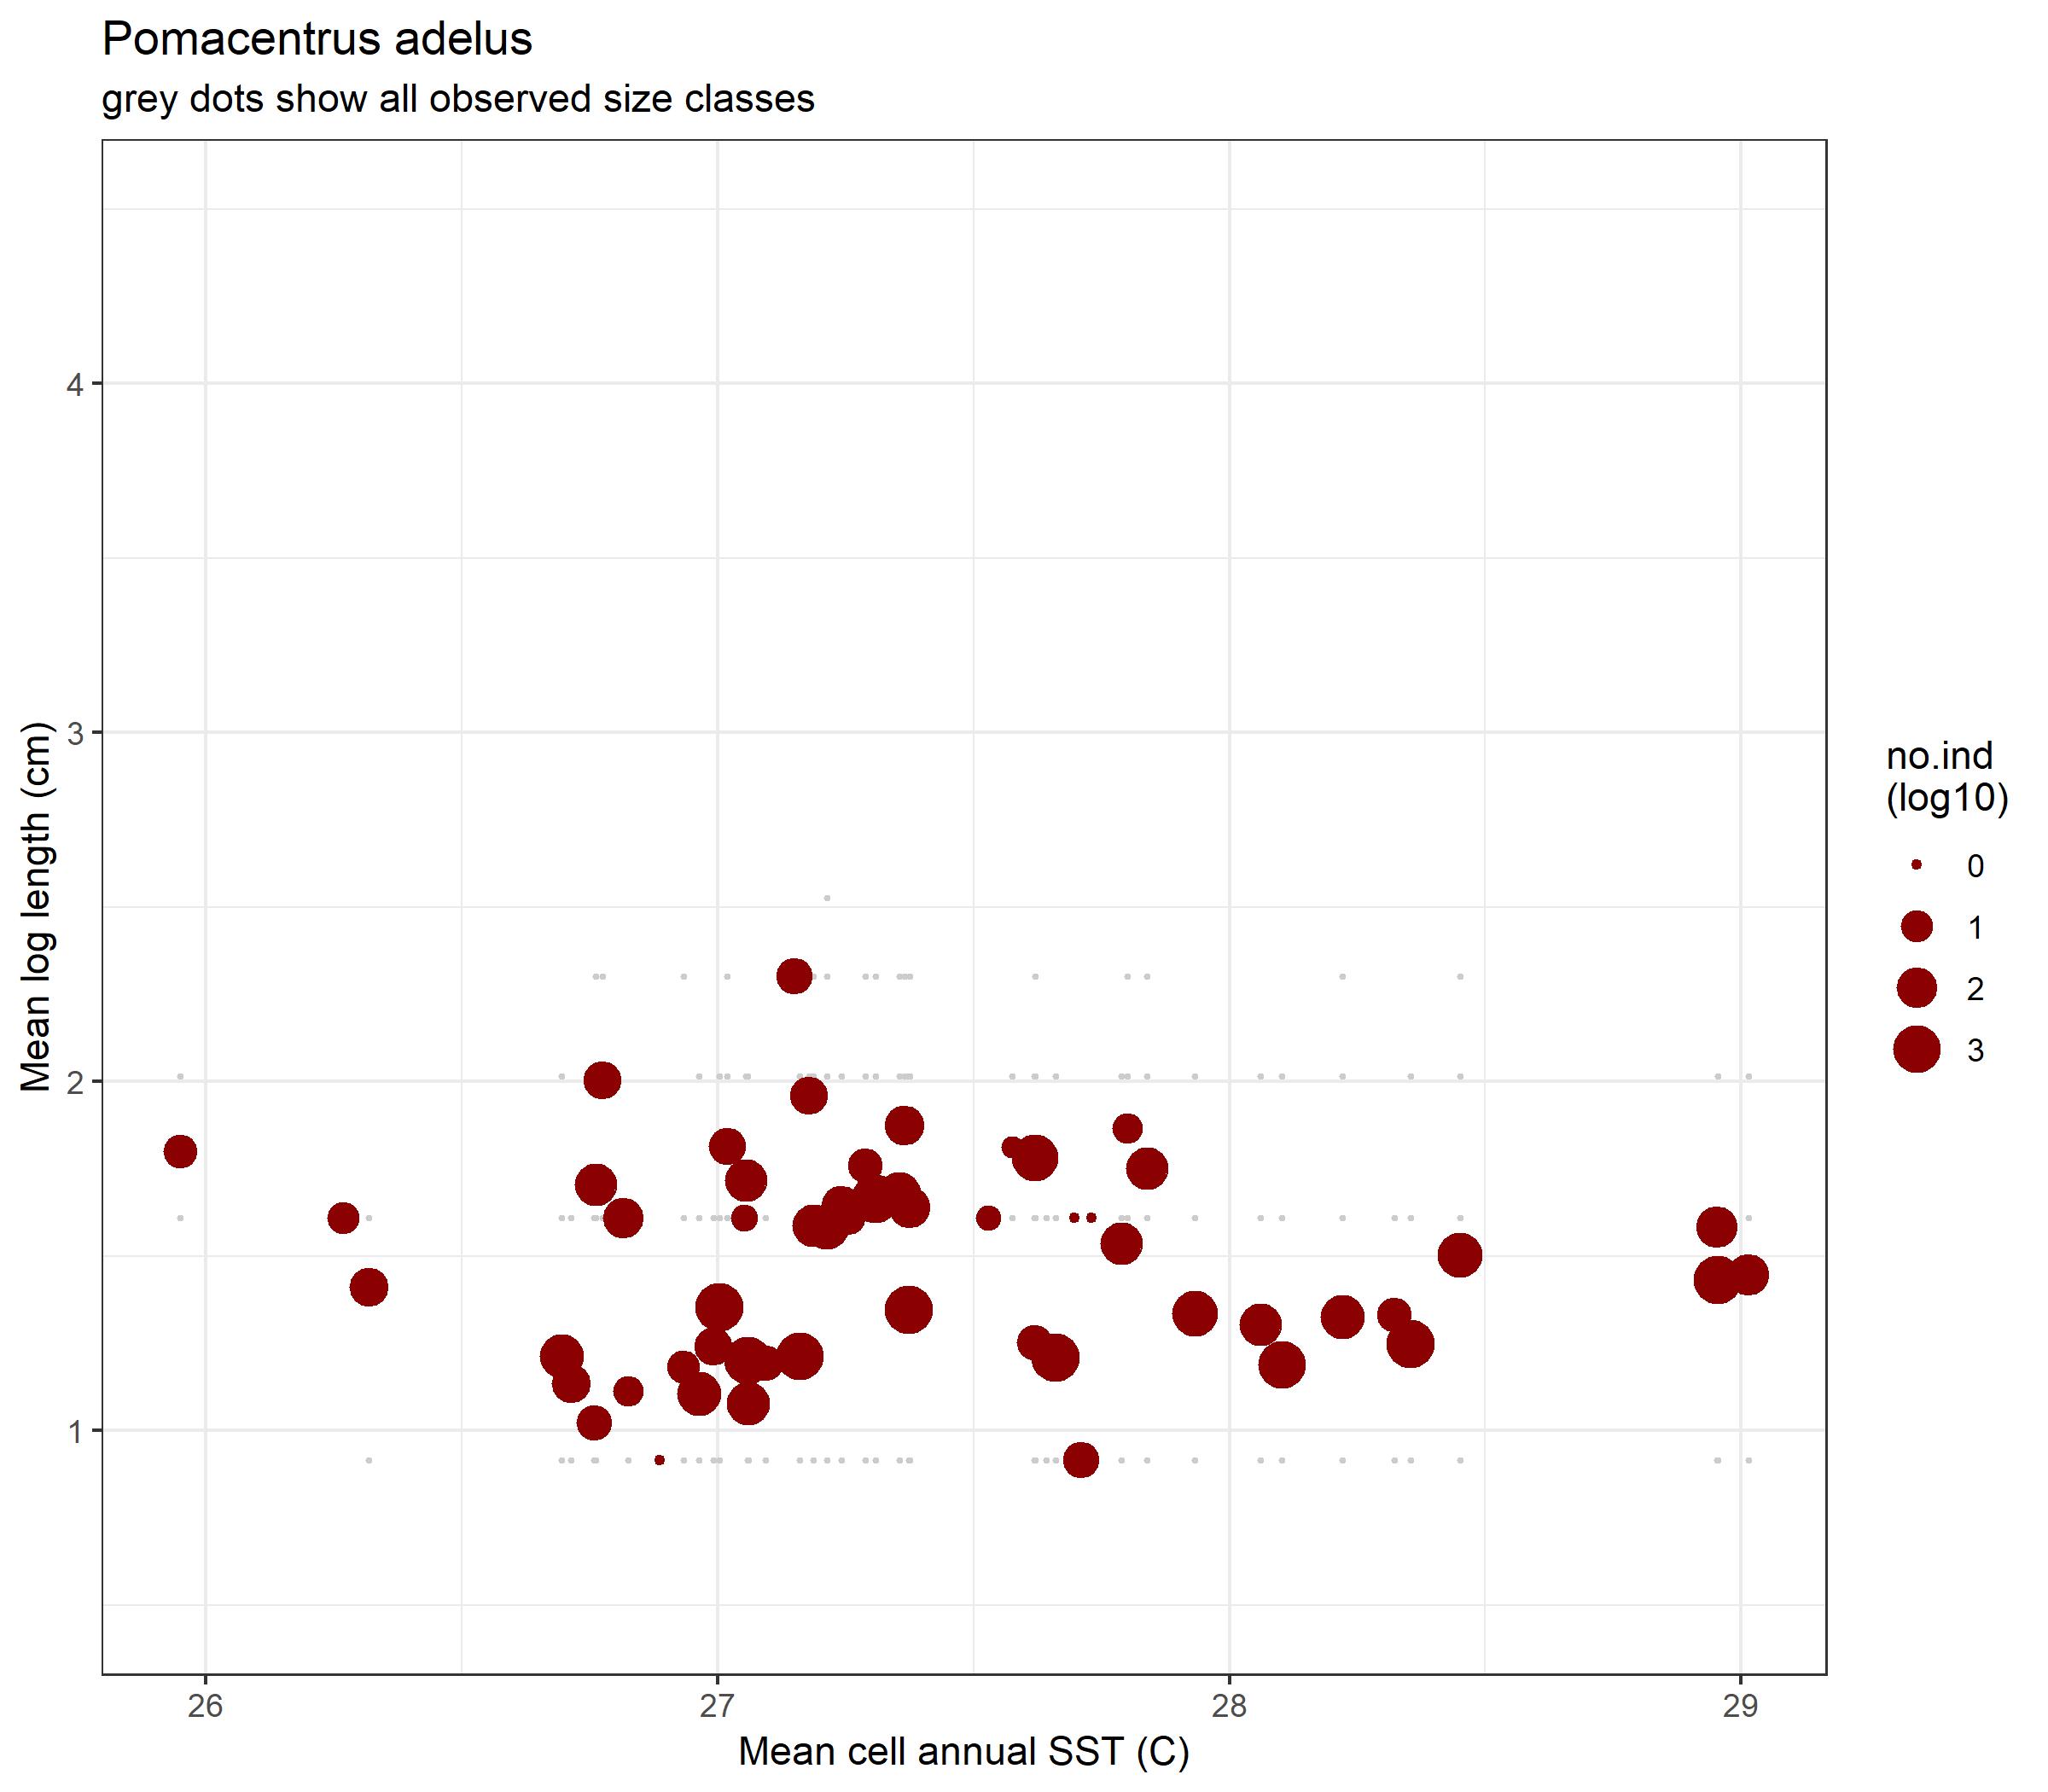 Pomacentrus adelus
grey dots show all observed size classes
Mean log length (cm)
4
3
2
1
26
27
28
29
Mean cell annual SST (C)
no.ind
(log10)
0
1
2
3